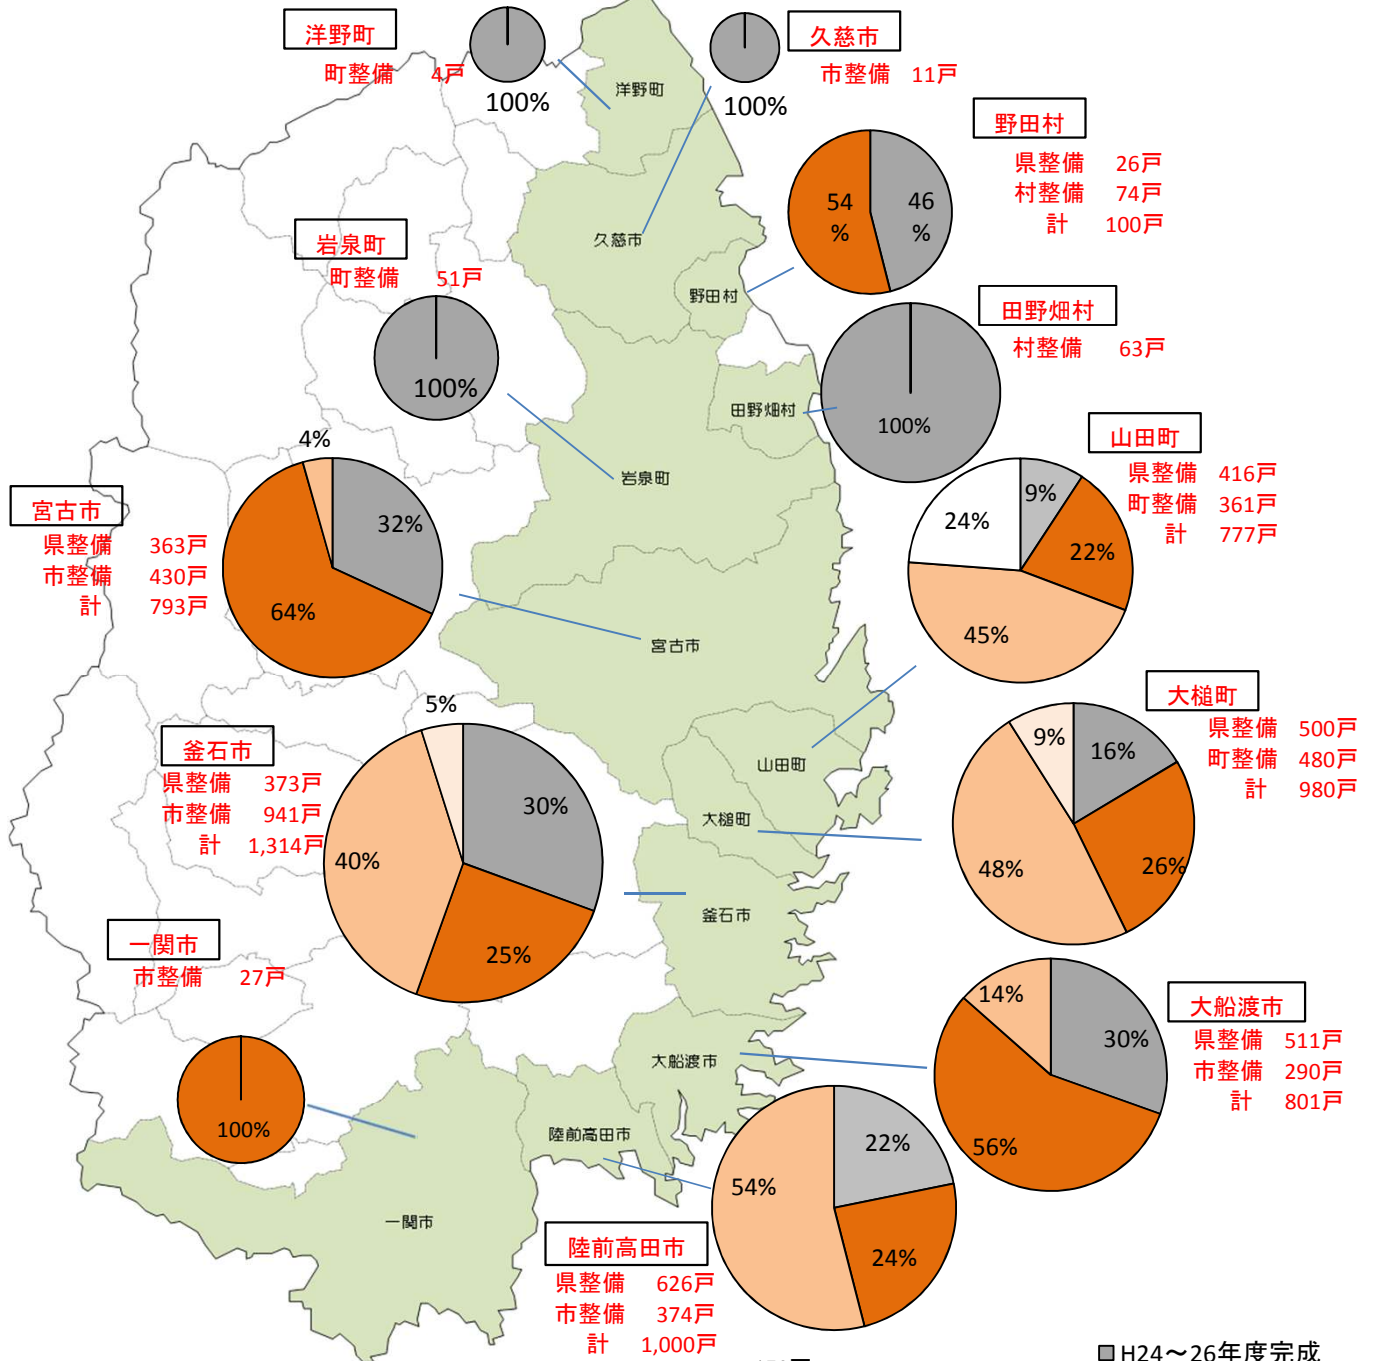 洋野町
町整備 4戸
100%
久慈市
市整備 11戸
100%
洋野町
久慈市
野田村
県整備 26戸
村整備 74戸
計 100戸
54
%
46
%
野田村
岩泉町
町整備 51戸
100%
田野畑村
村整備 63戸
100%
田野畑村
岩泉町
山田町
県整備 416戸
町整備 361戸
計 777戸
9%
22%
45%
24%
宮古市
県整備 363戸
市整備 430戸
計 793戸
4%
32%
64%
宮古市
山田町
大槌町
県整備 500戸
町整備 480戸
計 980戸
9%
16%
26%
48%
大槌町
釜石市
県整備 373戸
市整備 941戸
計 1,314戸
5%
30%
40%
25%
釜石市
一関市
市整備 27戸
100%
大船渡市
県整備 511戸
市整備 290戸
計 801戸
14%
30%
56%
大船渡市
陸前高田市
一関市
陸前高田市
県整備 626戸
市整備 374戸
計 1,000戸
22%
54%
24%
H24～26年度完成